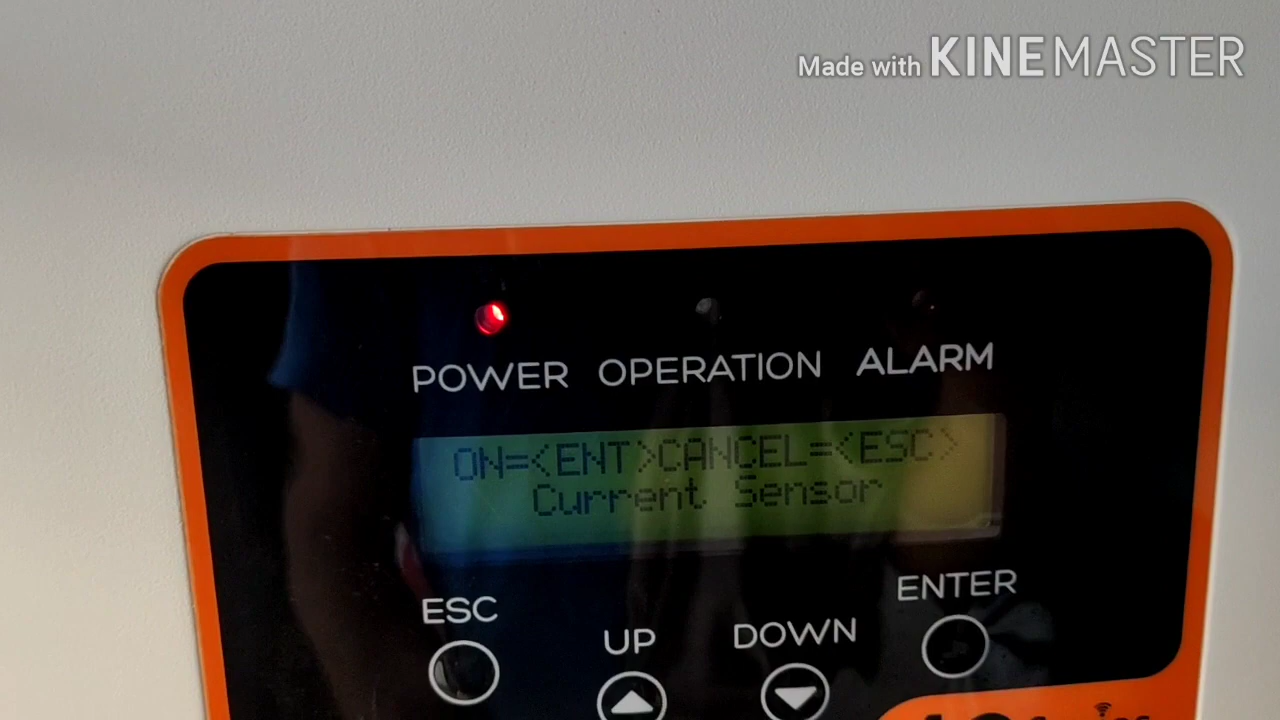 Made with KINEMASTER
POWER OPERATION ALARM
ON=<ENT>CANCEL=<ESC>
Current Sensor
ESC UP DOWN ENTER